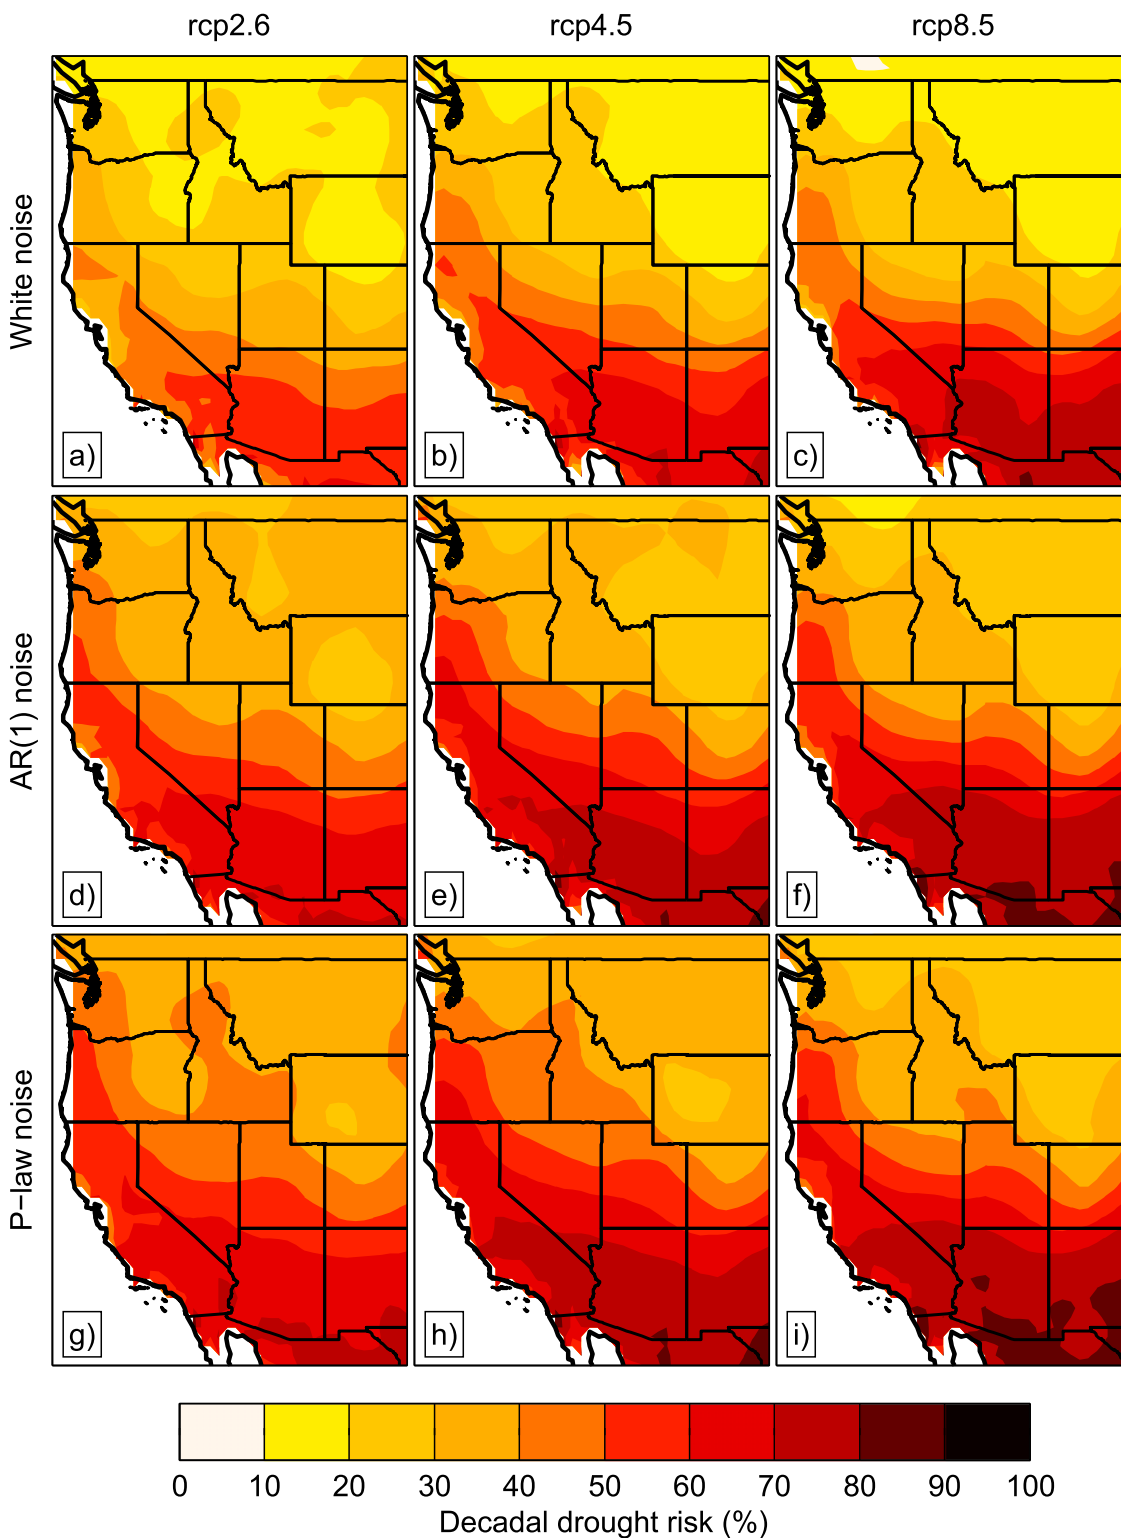 rcp2.6 rcp4.5 rcp8.5
White noise
a) b) c)
AR(1) noise
d) e) f)
P−law noise
g) h) i)
0 10 20 30 40 50 60 70 80 90 100
Decadal drought risk (%)